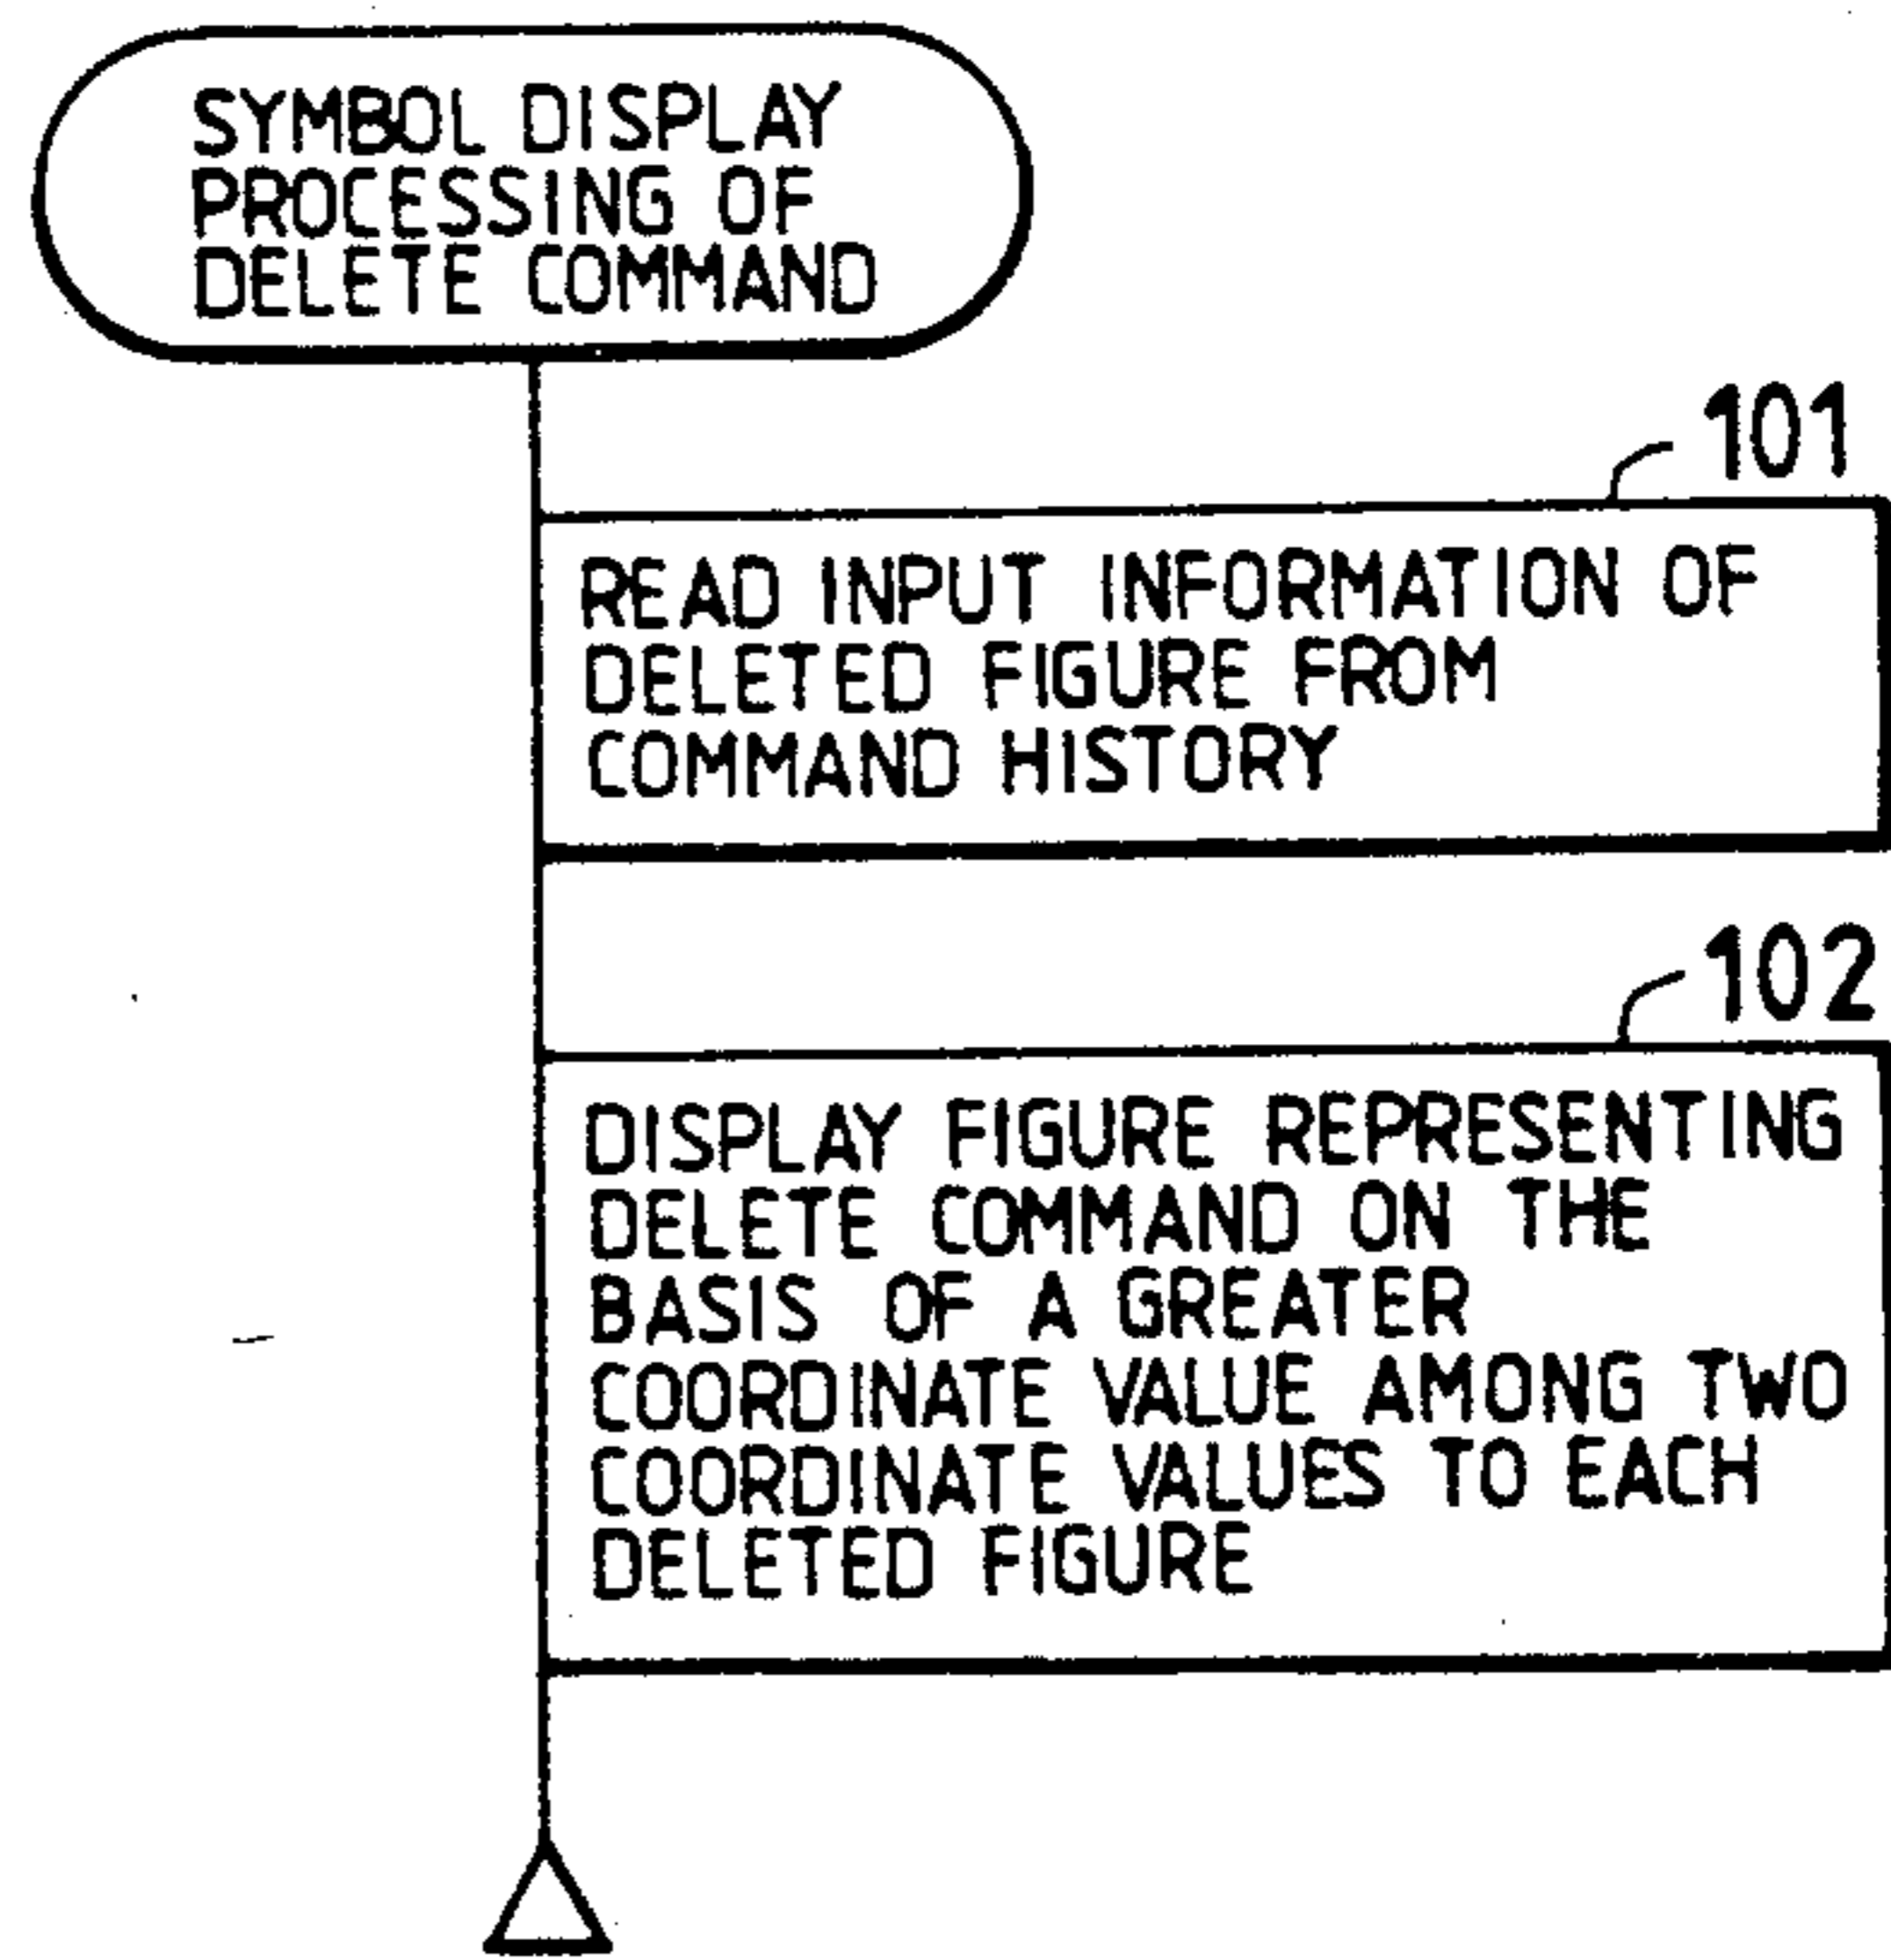 SYMBOL DISPLAY
PROCESSING OF
DELETE COMMAND
101
READ INPUT INFORMATION OF
DELETED FIGURE FROM
COMMAND HISTORY
102
DISPLAY FIGURE REPRESENTING
DELETE COMMAND ON THE
BASIS OF A GREATER
COORDINATE VALUE AMONG TWO
COORDINATE VALUES TO EACH
DELETED FIGURE